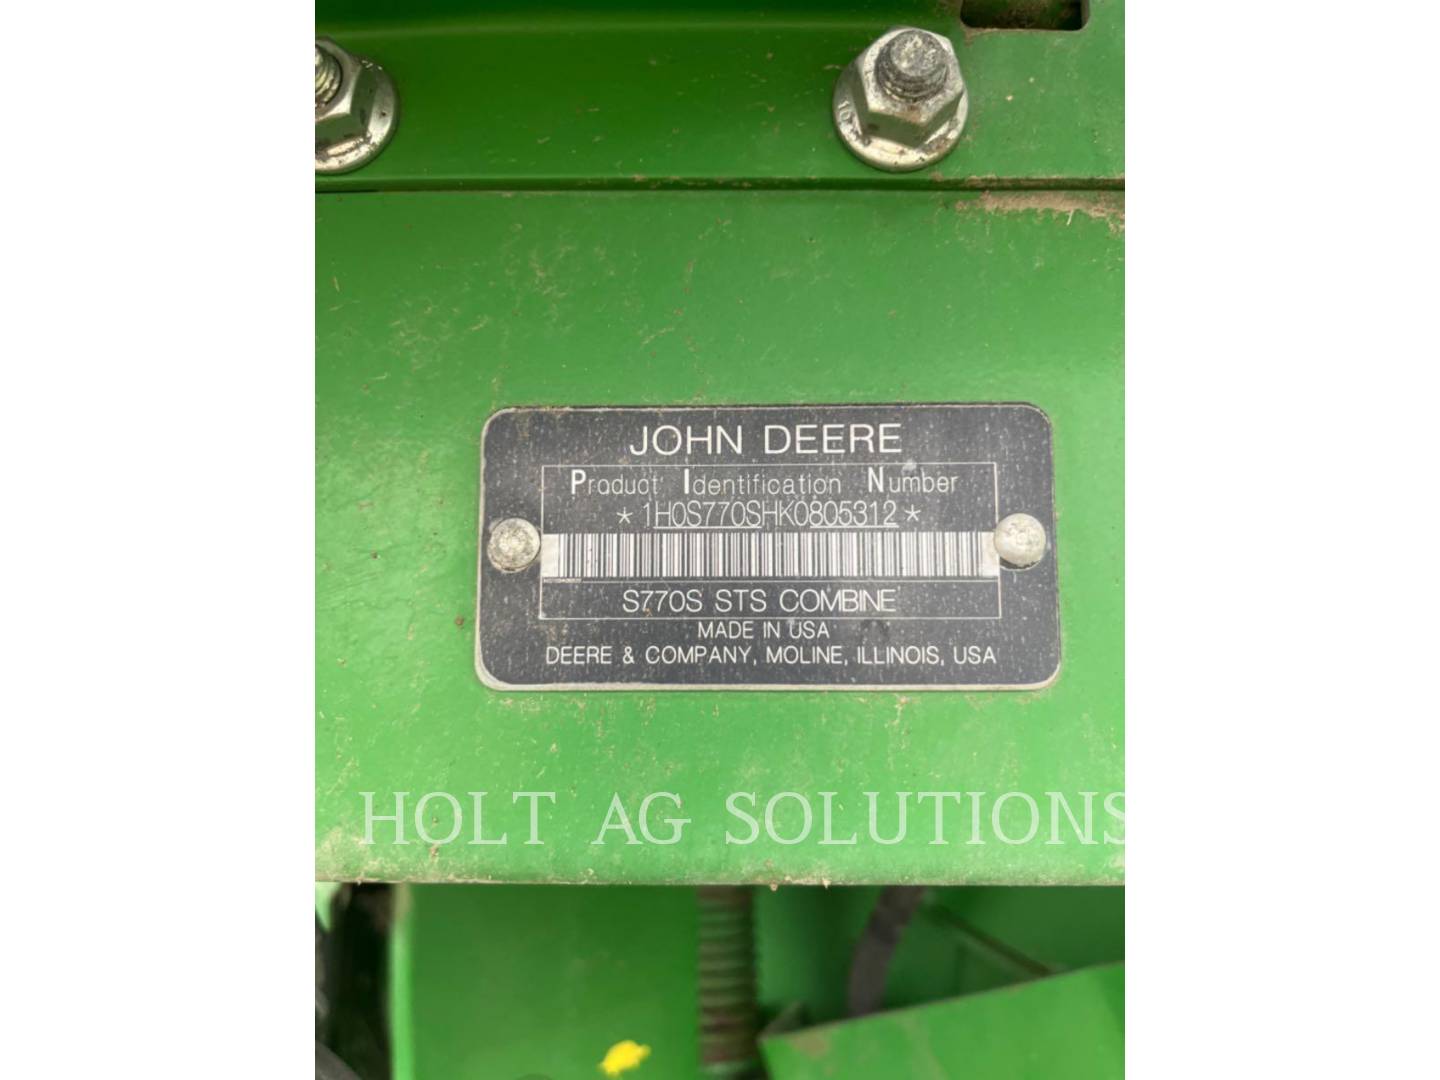 10
JOHN DEERE
Product Identification Number
*1H0S770SHK0805312*
S770S STS COMBINE
MADE IN USA
DEERE & COMPANY, MOLINE, ILLINOIS, USA
HOLT AG SOLUTIONS